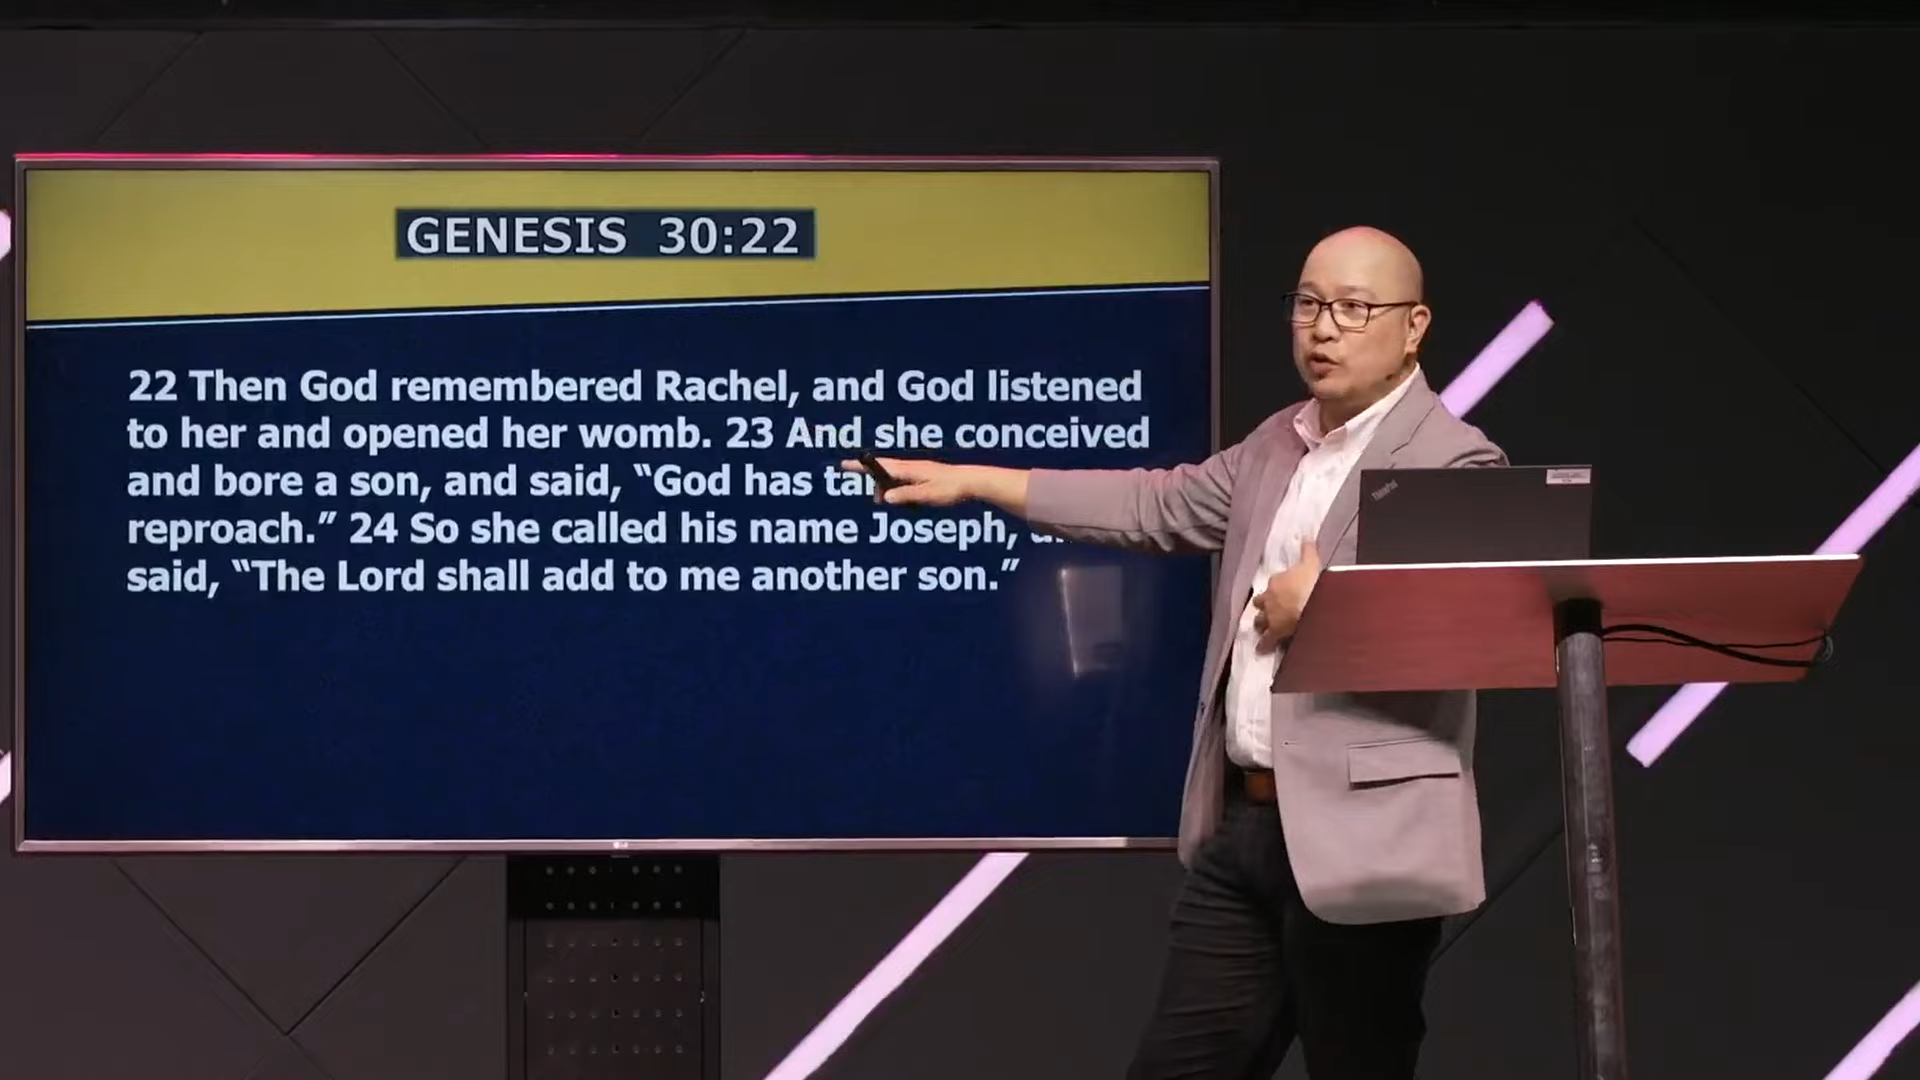 GENESIS 30:22
22 Then God remembered Rachel, and God listened
to her and opened her womb. 23 And she conceived
and bore a son, and said, “God has
reproach.” 24 So she called his name Joseph,
said, “The Lord shall add to me another son.”
ThinkPad
LG